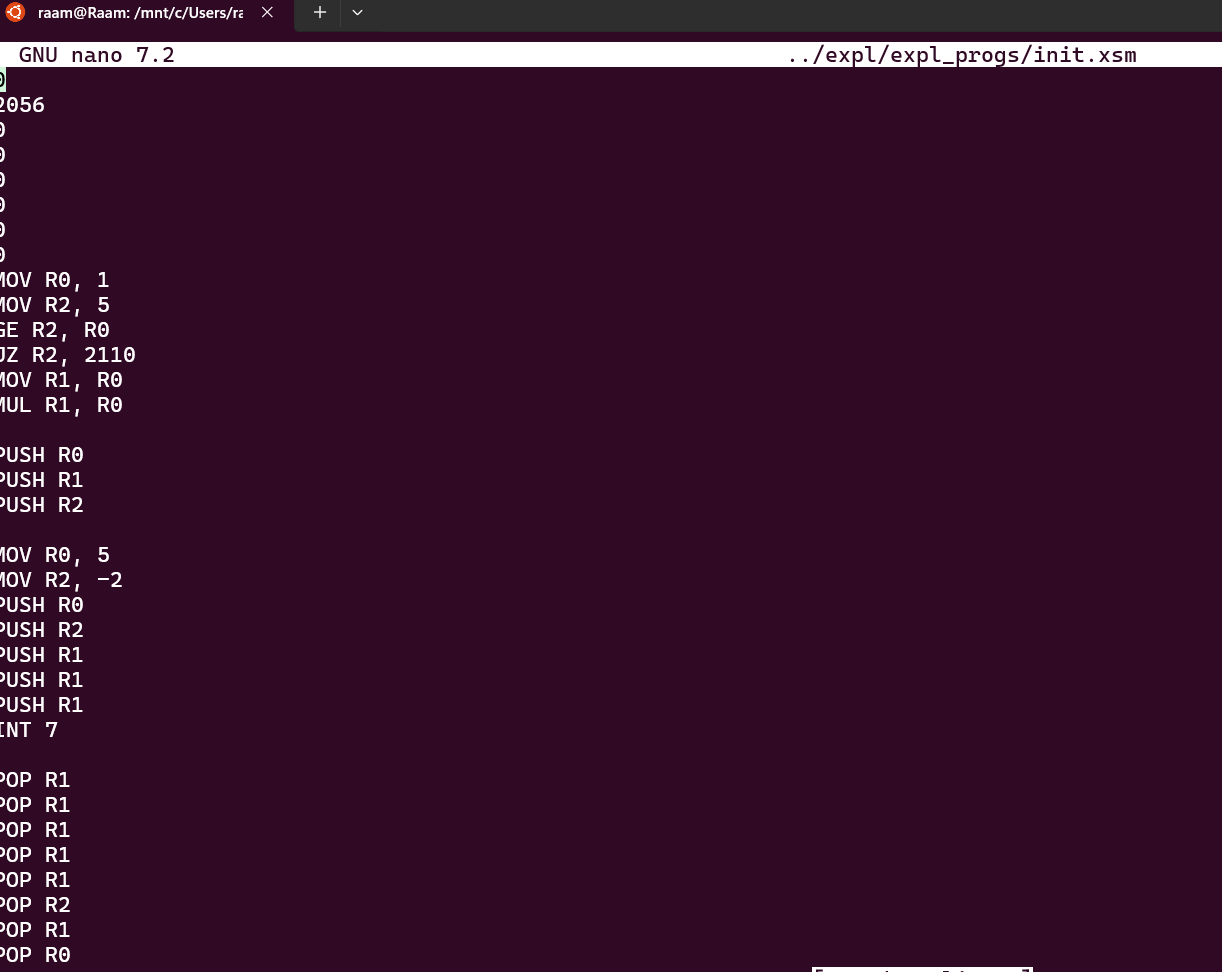 raam@Raam: /mnt/c/Users/ra
GNU nano 7.2 ../expl/expl_progs/init.xsm
0
2056
0
0
0
0
0
0
MOV R0, 1
MOV R2, 5
GE R2, R0
JZ R2, 2110
MOV R1, R0
MUL R1, R0
PUSH R0
PUSH R1
PUSH R2
MOV R0, 5
MOV R2, -2
PUSH R0
PUSH R2
PUSH R1
PUSH R1
PUSH R1
INT 7
POP R1
POP R1
POP R1
POP R1
POP R1
POP R2
POP R1
POP R0